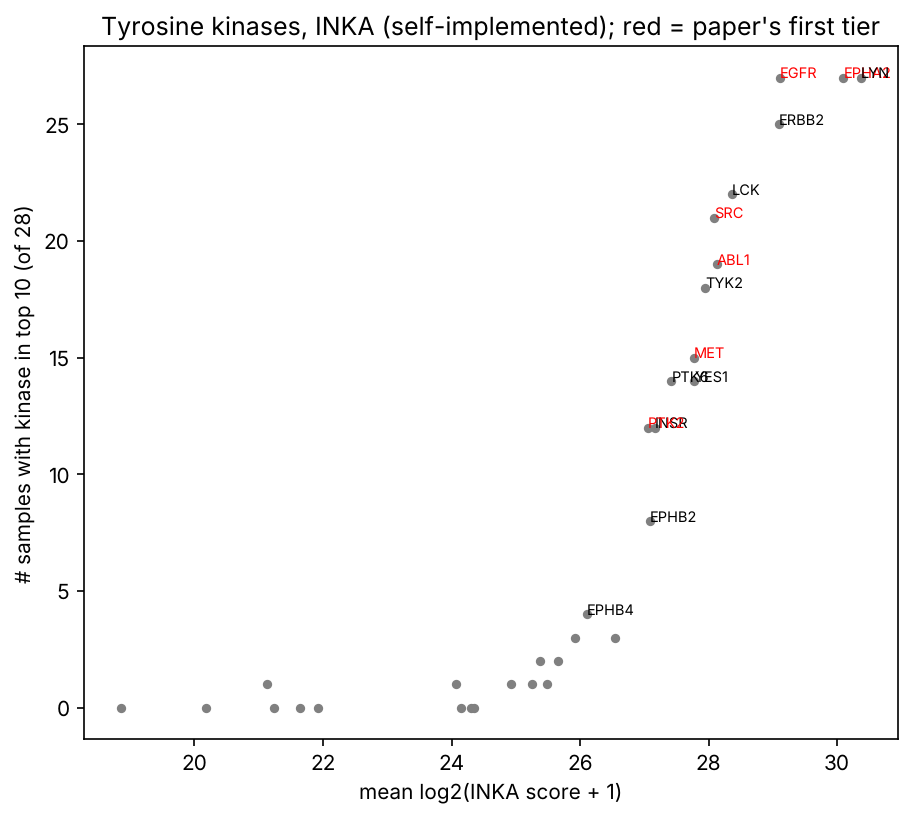 Tyrosine kinases, INKA (self-implemented); red = paper's first tier
# samples with kinase in top 10 (of 28)
25
20
15
10
5
0
EGFR
EPHA2
LYN
ERBB2
LCK
SRC
ABL1
TYK2
MET
YES1
INSR
EPHB2
EPHB4
20
22
24
26
28
30
mean log2(INKA score + 1)